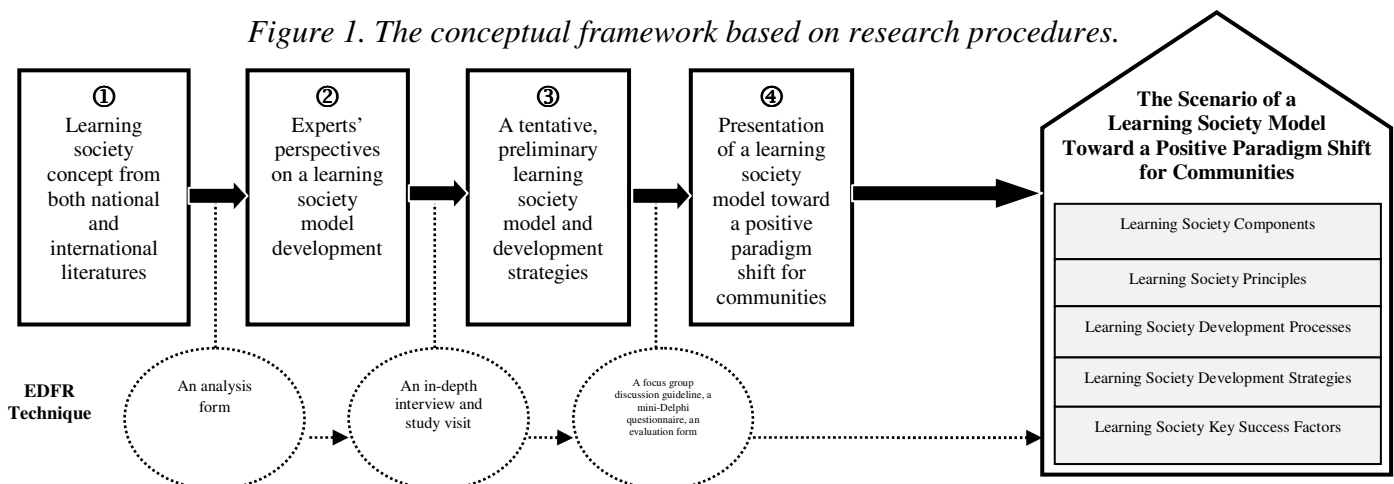 Figure 1. The conceptual framework based on research procedures.
①
Learning
society
concept from
both national
and
international
literatures
②
Experts’
perspectives
on a learning
society
model
development
③
A tentative,
preliminary
learning
society
model and
development
strategies
④
Presentation
of a learning
society
model toward
a positive
paradigm
shift for
communities
The Scenario of a
Learning Society Model
Toward a Positive Paradigm Shift
for Communities
Learning Society Components
Learning Society Principles
Learning Society Development Processes
Learning Society Development Strategies
Learning Society Key Success Factors
EDFR
Technique
An analysis
form
An in-depth
interview and
study visit
A focus group
discussion guideline, a
mini-Delphi
questionnaire, an
evaluation form